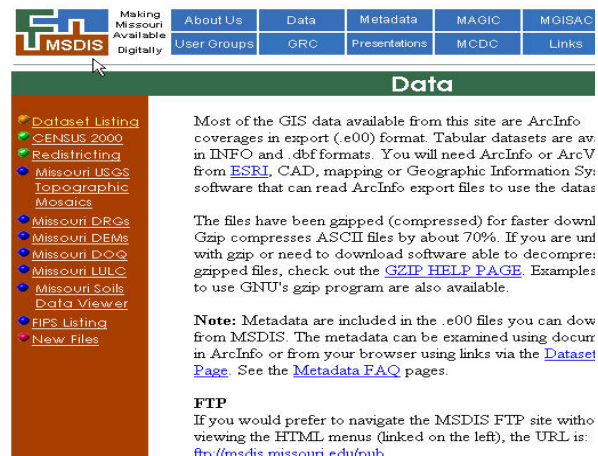 MSDIS
Making
Missouri
Available
Digitally
About Us Data Metadata MAGIC MGISAC
User Groups GRC Presentations MCDC Links
Data
Dataset Listing
CENSUS 2000
Redistricting
Missouri USGS
Topographic
Mosaics
Missouri DRGs
Missouri DEMs
Missouri DOQ
Missouri LULC
Missouri Soils
Data Viewer
FIPS Listing
New Files
Most of the GIS data available from this site are ArcInfo
coverages in export (.e00) format. Tabular datasets are av
in INFO and .dbf formats. You will need ArcInfo or ArcV
from ESRI, CAD, mapping or Geographic Information Sy
software that can read ArcInfo export files to use the datas
The files have been gzipped (compressed) for faster downl
Gzip compresses ASCII files by about 70%. If you are unf
with gzip or need to download software able to decompres
gzipped files, check out the GZIP HELP PAGE. Examples
to use GNU's gzip program are also available.
Note: Metadata are included in the .e00 files you can dow
from MSDIS. The metadata can be examined using docum
in ArcInfo or from your browser using links via the Dataset
Page. See the Metadata FAQ pages.
FTP
If you would prefer to navigate the MSDIS FTP site witho
viewing the HTML menus (linked on the left), the URL is:
ftp://msdis.missouri.edu/pub